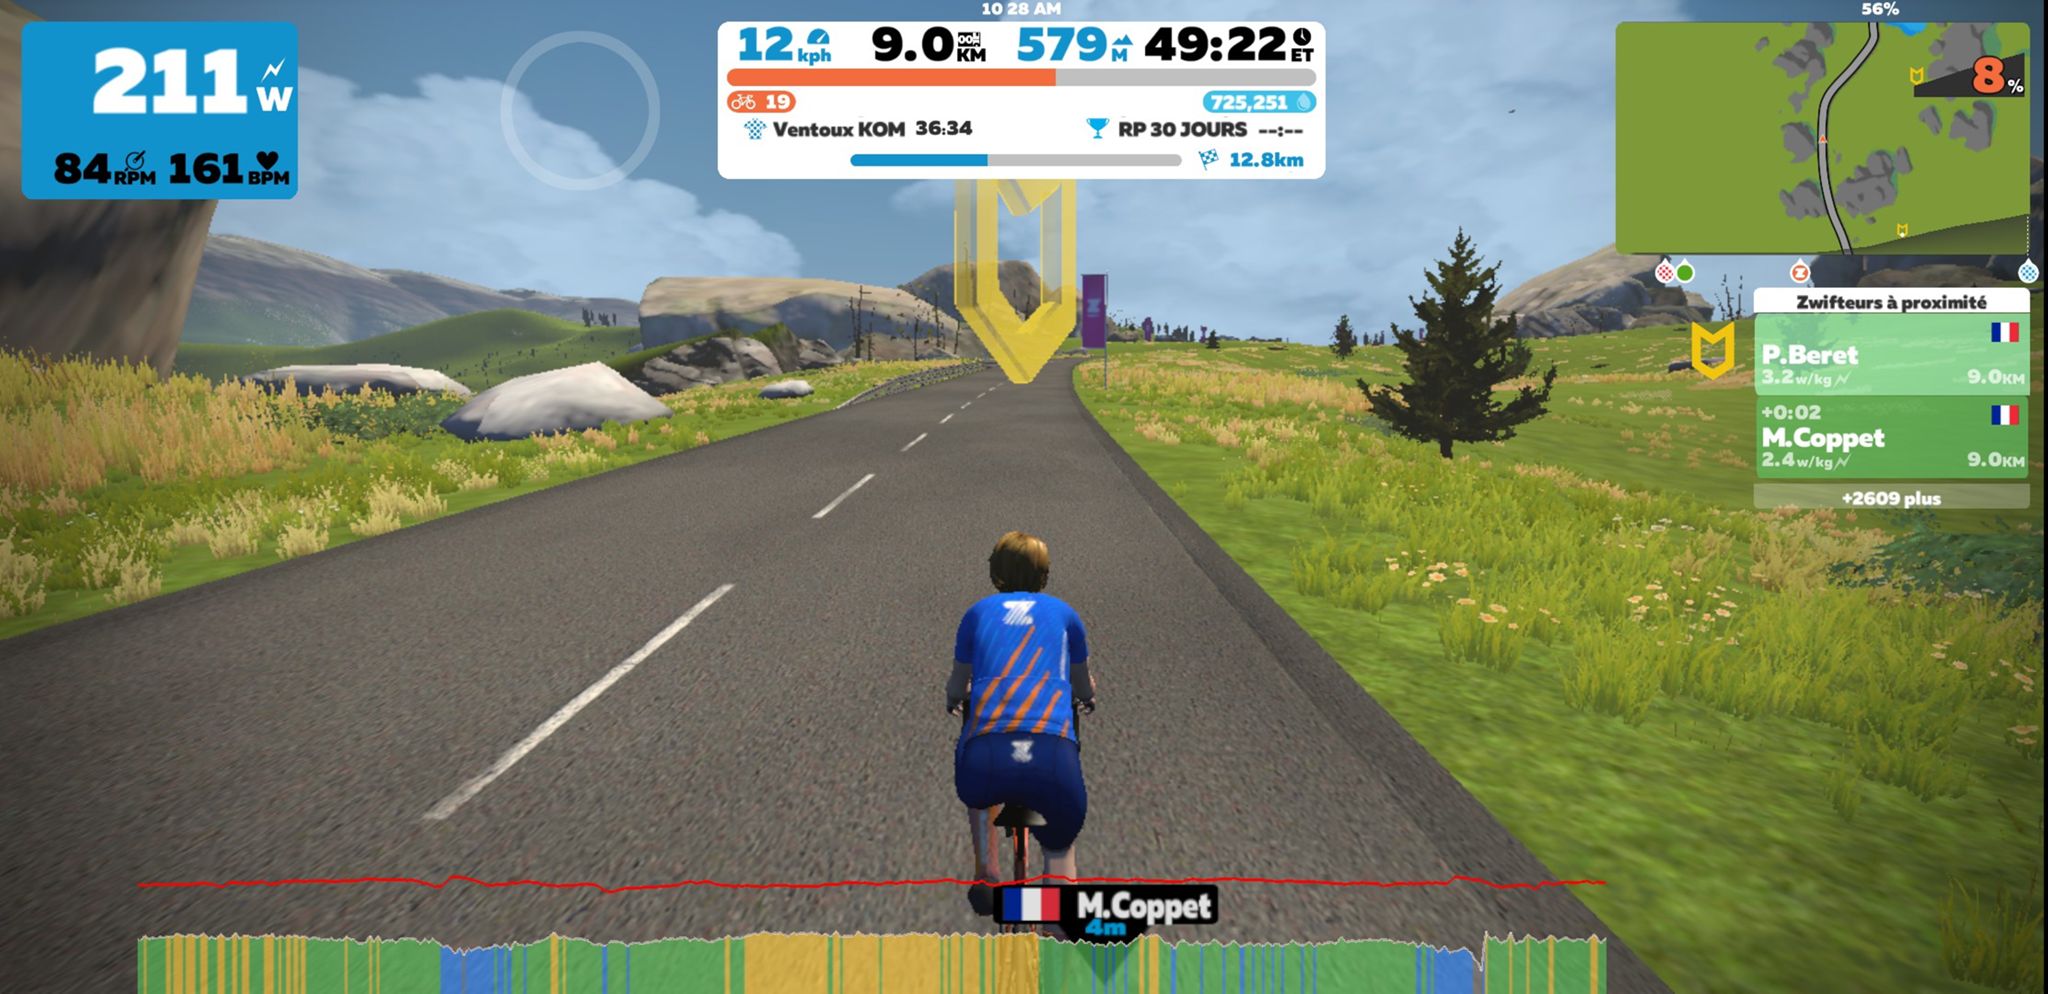 10 28 AM
56%
211 W
84 RPM 161 BPM
12 kph 9.0 KM 579 M 49:22 ET
19
725,251
Ventoux KOM 36:34
RP 30 JOURS --:--
12.8km
8%
Zwifteurs à proximité
P.Beret
3.2 w/kg 9.0KM
+0:02
M.Coppet
2.4 w/kg 9.0KM
+2609 plus
M.Coppet
4m